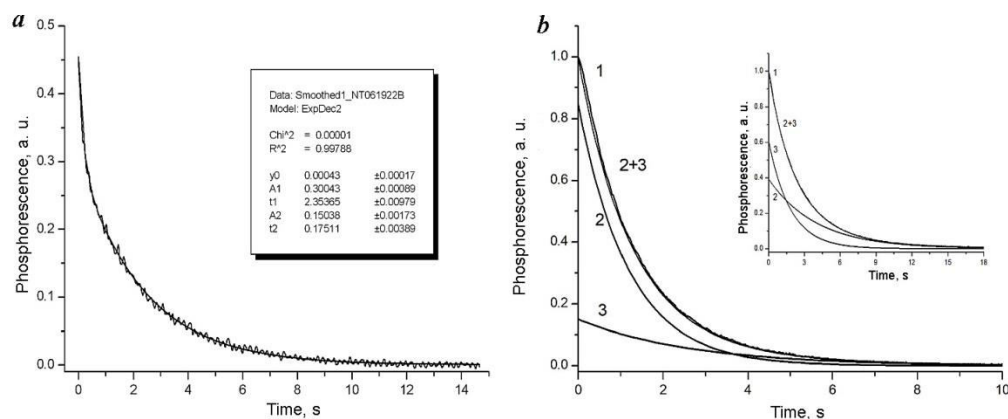 a
Phosphorescence, a. u.
0.5
0.4
0.3
0.2
0.1
0.0
Data: Smoothed1_NT061922B
Model: ExpDec2
Chi^2 = 0.00001
R^2 = 0.99788
y0 0.00043 ±0.00017
A1 0.30043 ±0.00089
t1 2.35365 ±0.00979
A2 0.15038 ±0.00173
t2 0.17511 ±0.00389
0 2 4 6 8 10 12 14
Time, s
b
Phosphorescence, a. u.
1.0
0.8
0.6
0.4
0.2
0.0
1
2+3
2
3
0 2 4 6 8 10
Time, s
Phosphorescence, a. u.
1.0
0.8
0.6
0.4
0.2
0.0
1
2+3
3
2
0 3 6 9 12 15 18
Time, s